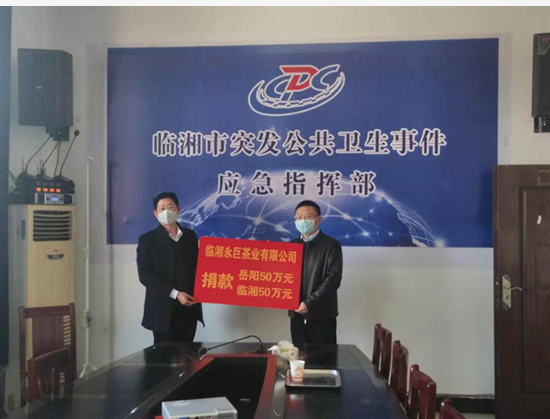 CDC
临湘市突发公共卫生事件
应急指挥部
临湘永巨茶业有限公司
捐款
岳阳50万元
临湘50万元